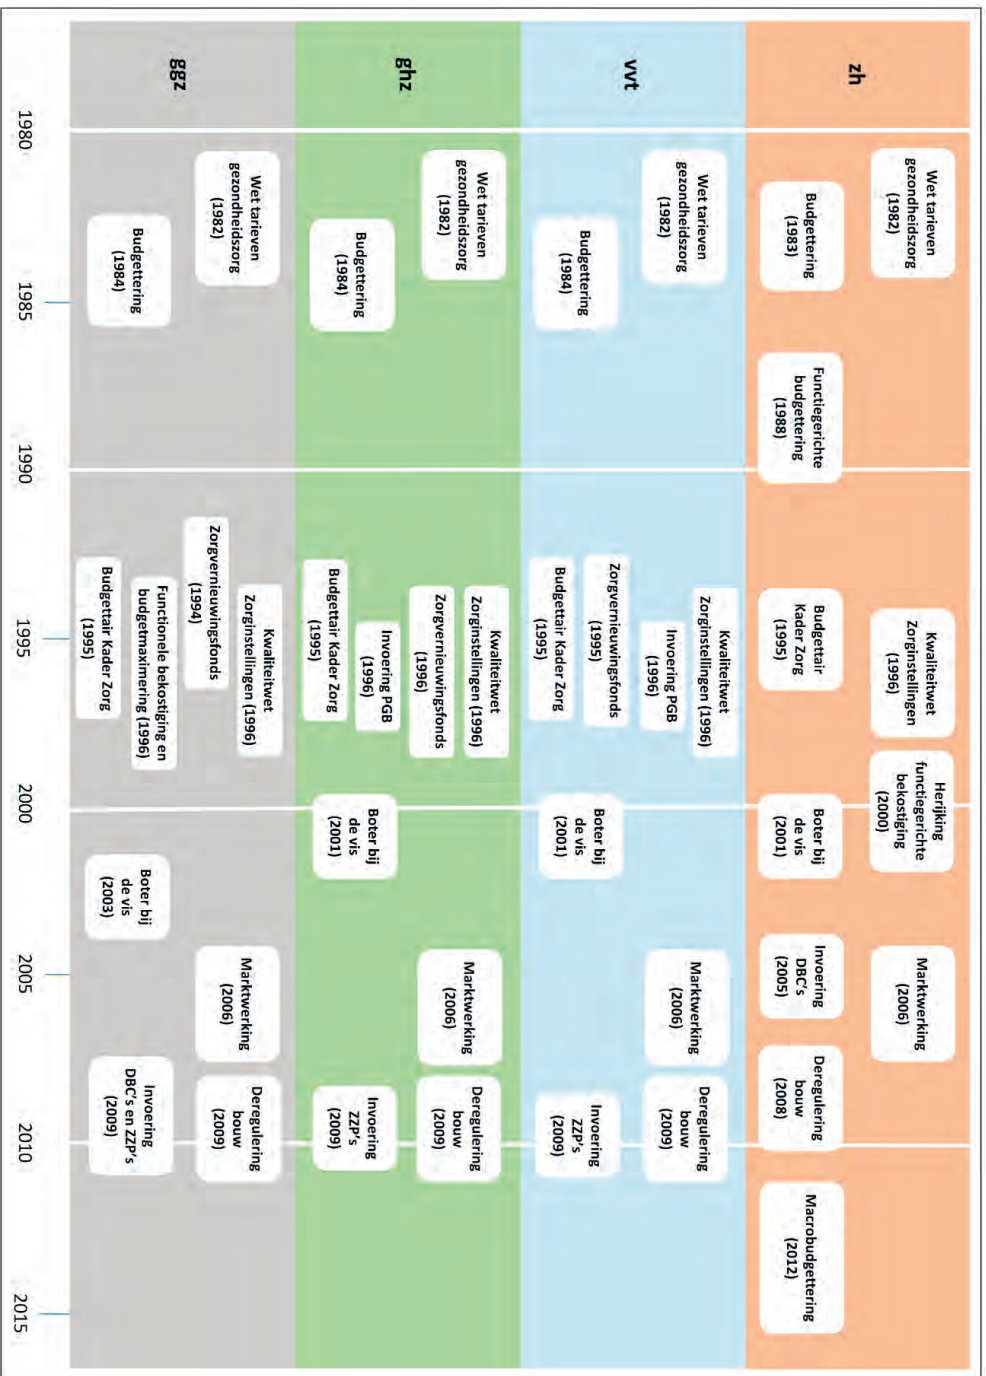 zh
Wet tarieven
gezondheidszorg
(1982)
Budgettering
(1983)
Functiegerichte
budgettering
(1988)
Kwaliteitwet
Zorginstellingen
(1996)
Budgettair
Kader Zorg
(1995)
Herijking
functiegerichte
bekostiging
(2000)
Boter bij
de vis
(2001)
Marktwerking
(2006)
Invoering
DBC's
(2005)
Deregulering
bouw
(2008)
Macrobudgettering
(2012)
vvt
Wet tarieven
gezondheidszorg
(1982)
Budgettering
(1984)
Kwaliteitwet
Zorginstellingen (1996)
Invoering PGB
(1996)
Zorgvernieuwingsfonds
(1995)
Budgettair Kader Zorg
(1995)
Boter bij
de vis
(2001)
Marktwerking
(2006)
Deregulering
bouw
(2009)
Invoering
ZZP's
(2009)
ghz
Wet tarieven
gezondheidszorg
(1982)
Budgettering
(1984)
Kwaliteitwet
Zorginstellingen (1996)
Zorgvernieuwingsfonds
(1996)
Invoering PGB
(1996)
Budgettair Kader Zorg
(1995)
Boter bij
de vis
(2001)
Marktwerking
(2006)
Deregulering
bouw
(2009)
Invoering
ZZP's
(2009)
ggz
Wet tarieven
gezondheidszorg
(1982)
Budgettering
(1984)
Kwaliteitwet
Zorginstellingen (1996)
Zorgvernieuwingsfonds
(1994)
Functionele bekostiging en
budgetmaximering (1996)
Budgettair Kader Zorg
(1995)
Boter bij
de vis
(2003)
Marktwerking
(2006)
Deregulering
bouw
(2009)
Invoering
DBC's en ZZP's
(2009)
1980
1985
1990
1995
2000
2005
2010
2015